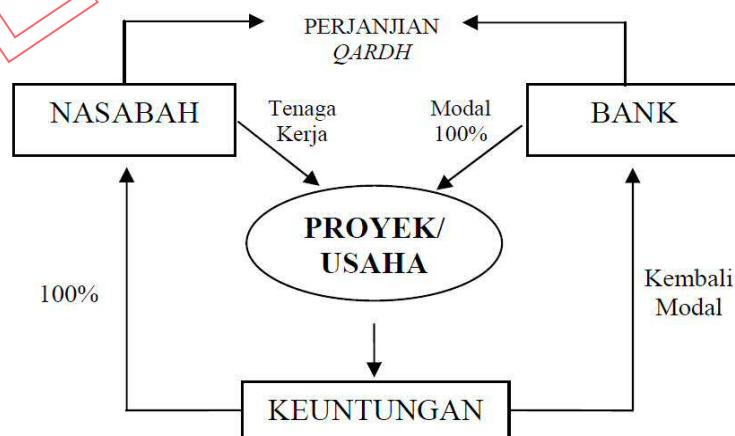 PERJANJIAN
QARDH
NASABAH
Tenaga
Kerja
Modal
100%
BANK
PROYEK/
USAHA
100%
Kembali
Modal
KEUNTUNGAN